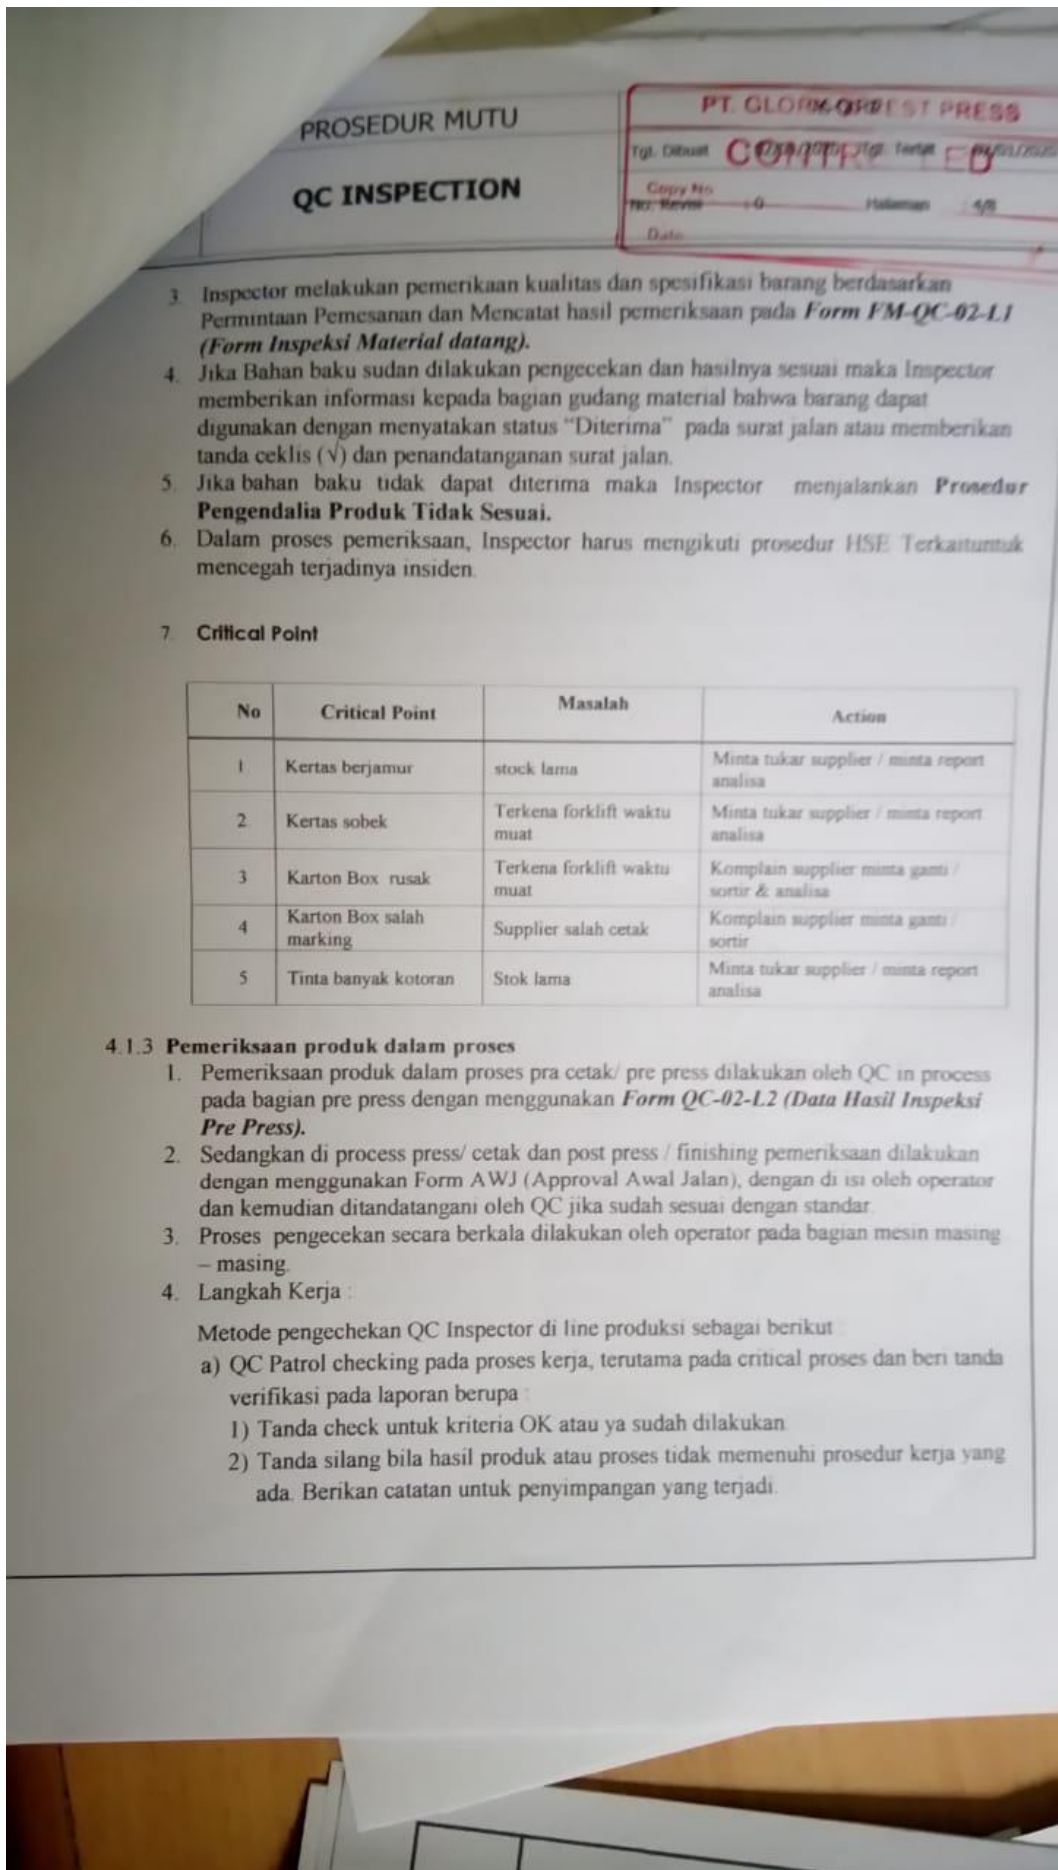 PROSEDUR MUTU
QC INSPECTION
PT. GLORY PRESS
CONTR ED
Tgl. Dibuat Tgl. Terbit
Copy No
No. Revisi : 0 Halaman : 4/8
Date
3. Inspector melakukan pemerikaan kualitas dan spesifikasi barang berdasarkan
Permintaan Pemesanan dan Mencatat hasil pemeriksaan pada Form FM-QC-02-L1
(Form Inspeksi Material datang).
4. Jika Bahan baku sudan dilakukan pengecekan dan hasilnya sesuai maka Inspector
memberikan informasi kepada bagian gudang material bahwa barang dapat
digunakan dengan menyatakan status "Diterima" pada surat jalan atau memberikan
tanda ceklis (√) dan penandatanganan surat jalan.
5. Jika bahan baku tidak dapat diterima maka Inspector menjalankan Prosedur
Pengendalia Produk Tidak Sesuai.
6. Dalam proses pemeriksaan, Inspector harus mengikuti prosedur HSE Terkaituntuk
mencegah terjadinya insiden.
7 Critical Point
No Critical Point Masalah Action
1 Kertas berjamur stock lama Minta tukar supplier / minta report
analisa
2 Kertas sobek Terkena forklift waktu Minta tukar supplier / minta report
muat analisa
3 Karton Box rusak Terkena forklift waktu Komplain supplier minta ganti /
muat sortir & analisa
4 Karton Box salah Supplier salah cetak Komplain supplier minta ganti /
marking sortir
5 Tinta banyak kotoran Stok lama Minta tukar supplier / minta report
analisa
4.1.3 Pemeriksaan produk dalam proses
1. Pemeriksaan produk dalam proses pra cetak/ pre press dilakukan oleh QC in process
pada bagian pre press dengan menggunakan Form QC-02-L2 (Data Hasil Inspeksi
Pre Press).
2. Sedangkan di process press/ cetak dan post press / finishing pemeriksaan dilakukan
dengan menggunakan Form AWJ (Approval Awal Jalan), dengan di isi oleh operator
dan kemudian ditandatangani oleh QC jika sudah sesuai dengan standar.
3. Proses pengecekan secara berkala dilakukan oleh operator pada bagian mesin masing
– masing.
4. Langkah Kerja :
Metode pengechekan QC Inspector di line produksi sebagai berikut :
a) QC Patrol checking pada proses kerja, terutama pada critical proses dan beri tanda
verifikasi pada laporan berupa :
1) Tanda check untuk kriteria OK atau ya sudah dilakukan.
2) Tanda silang bila hasil produk atau proses tidak memenuhi prosedur kerja yang
ada. Berikan catatan untuk penyimpangan yang terjadi.